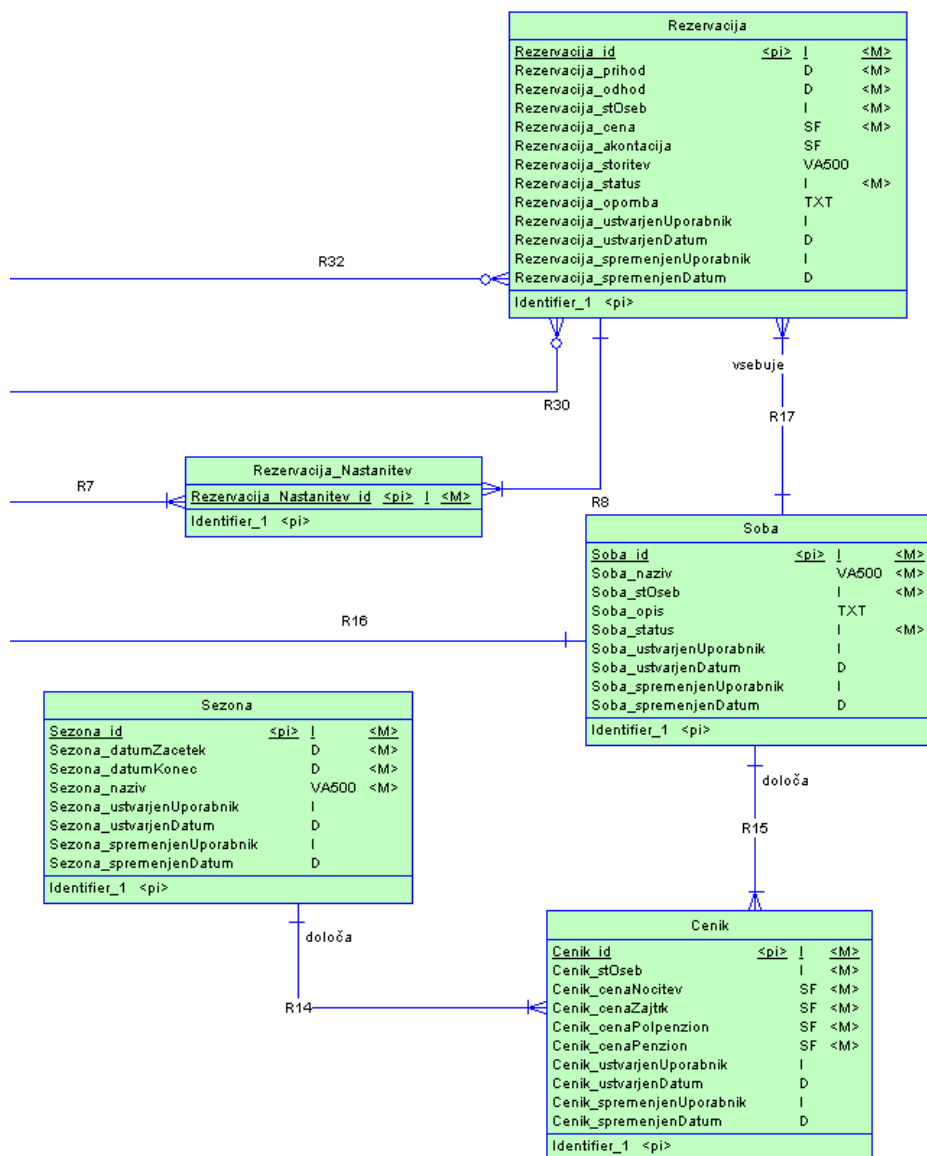 Rezervacija
Rezervacija_id <pi> I <M>
Rezervacija_prihod D <M>
Rezervacija_odhod D <M>
Rezervacija_stOseb I <M>
Rezervacija_cena SF <M>
Rezervacija_akontacija SF
Rezervacija_storitev VA500
Rezervacija_status I <M>
Rezervacija_opomba TXT
Rezervacija_ustvarjenUporabnik I
Rezervacija_ustvarjenDatum D
Rezervacija_spremenjenUporabnik I
Rezervacija_spremenjenDatum D
Identifier_1 <pi>
R32
vsebuje
R30
R17
Rezervacija_Nastanitev
Rezervacija_Nastanitev_id <pi> I <M>
Identifier_1 <pi>
R7
R8
Soba
Soba_id <pi> I <M>
Soba_naziv VA500 <M>
Soba_stOseb I <M>
Soba_opis TXT
Soba_status I <M>
Soba_ustvarjenUporabnik I
Soba_ustvarjenDatum D
Soba_spremenjenUporabnik I
Soba_spremenjenDatum D
Identifier_1 <pi>
R16
Sezona
Sezona_id <pi> I <M>
Sezona_datumZacetek D <M>
Sezona_datumKonec D <M>
Sezona_naziv VA500 <M>
Sezona_ustvarjenUporabnik I
Sezona_ustvarjenDatum D
Sezona_spremenjenUporabnik I
Sezona_spremenjenDatum D
Identifier_1 <pi>
določa
R15
določa
R14
Cenik
Cenik_id <pi> I <M>
Cenik_stOseb I <M>
Cenik_cenaNocitev SF <M>
Cenik_cenaZajtrk SF <M>
Cenik_cenaPolpenzion SF <M>
Cenik_cenaPenzion SF <M>
Cenik_ustvarjenUporabnik I
Cenik_ustvarjenDatum D
Cenik_spremenjenUporabnik I
Cenik_spremenjenDatum D
Identifier_1 <pi>